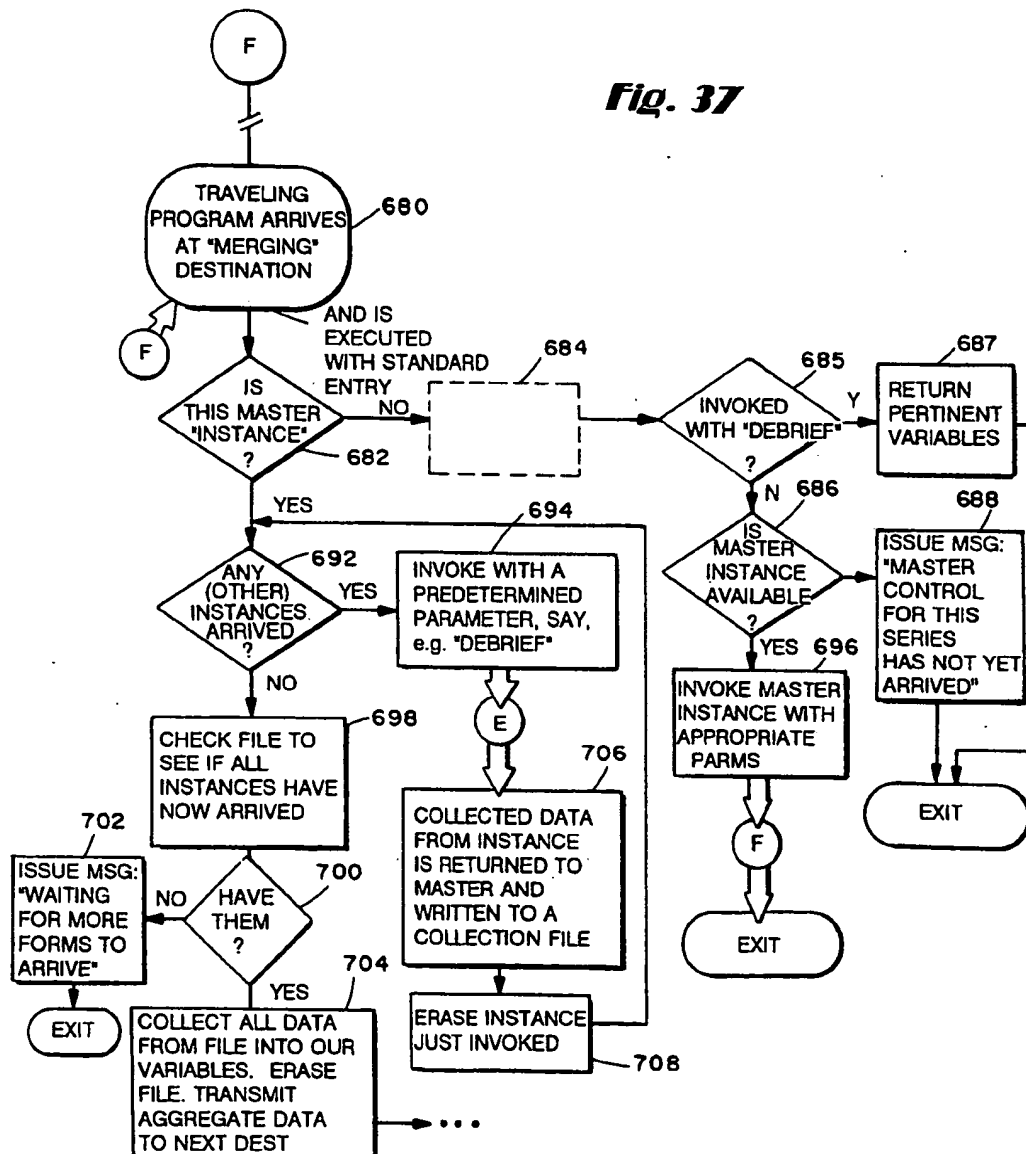 F
Fig. 37
TRAVELING
PROGRAM ARRIVES
AT "MERGING"
DESTINATION
680
F
AND IS
EXECUTED
WITH STANDARD
ENTRY
IS
THIS MASTER
"INSTANCE"
?
682
NO
684
INVOKED
WITH "DEBRIEF"
?
685
Y
687
RETURN
PERTINENT
VARIABLES
N
686
IS
MASTER
INSTANCE
AVAILABLE
?
688
ISSUE MSG:
"MASTER
CONTROL
FOR THIS
SERIES
HAS NOT YET
ARRIVED"
YES
696
INVOKE MASTER
INSTANCE WITH
APPROPRIATE
PARMS
F
EXIT
EXIT
YES
692
ANY
(OTHER)
INSTANCES
ARRIVED
?
YES
694
INVOKE WITH A
PREDETERMINED
PARAMETER, SAY,
e.g. "DEBRIEF"
E
706
COLLECTED DATA
FROM INSTANCE
IS RETURNED TO
MASTER AND
WRITTEN TO A
COLLECTION FILE
ERASE INSTANCE
JUST INVOKED
708
NO
698
CHECK FILE TO
SEE IF ALL
INSTANCES HAVE
NOW ARRIVED
700
HAVE
THEM
?
NO
702
ISSUE MSG:
"WAITING
FOR MORE
FORMS TO
ARRIVE"
EXIT
YES
704
COLLECT ALL DATA
FROM FILE INTO OUR
VARIABLES. ERASE
FILE. TRANSMIT
AGGREGATE DATA
TO NEXT DEST
• • •